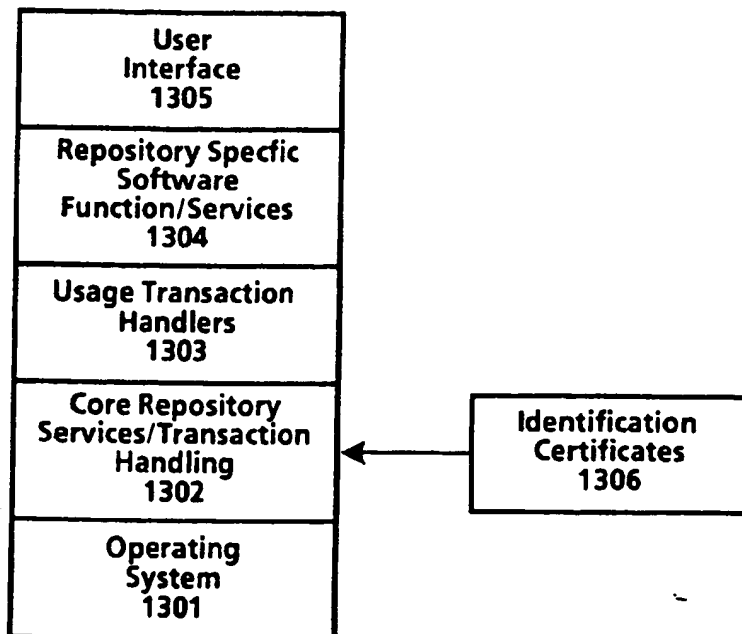 User
Interface
1305
Repository Specfic
Software
Function/Services
1304
Usage Transaction
Handlers
1303
Core Repository
Services/Transaction
Handling
1302
Identification
Certificates
1306
Operating
System
1301